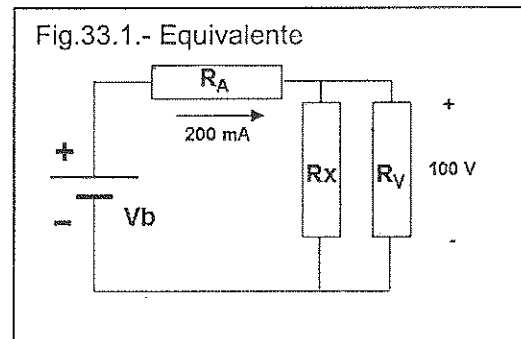 Fig.33.1.- Equivalente
R_A
200 mA
+
Vb
-
Rx
R_V
+
100 V
-